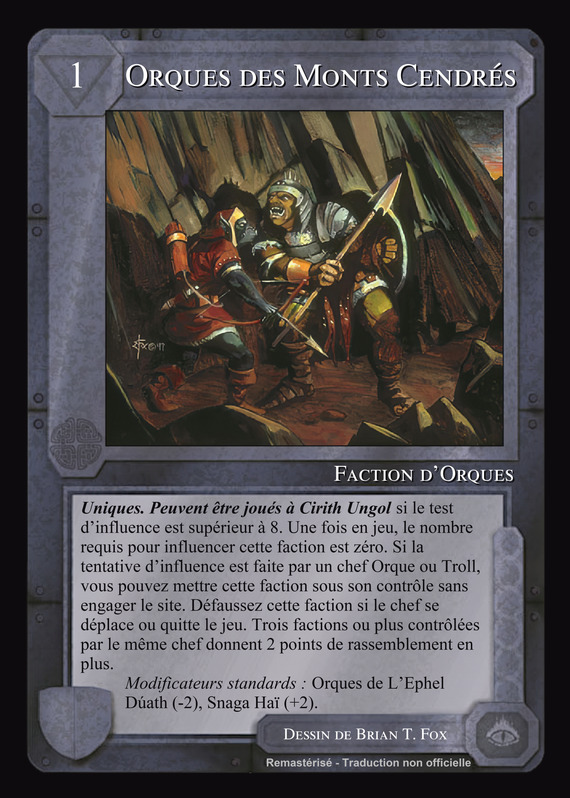 1
Orques des Monts Cendrés
Faction d'Orques
Uniques. Peuvent être joués à Cirith Ungol si le test
d'influence est supérieur à 8. Une fois en jeu, le nombre
requis pour influencer cette faction est zéro. Si la
tentative d'influence est faite par un chef Orque ou Troll,
vous pouvez mettre cette faction sous son contrôle sans
engager le site. Défaussez cette faction si le chef se
déplace ou quitte le jeu. Trois factions ou plus contrôlées
par le même chef donnent 2 points de rassemblement en
plus.
Modificateurs standards : Orques de L'Ephel
Dúath (-2), Snaga Haï (+2).
Dessin de Brian T. Fox
Remastérisé - Traduction non officielle